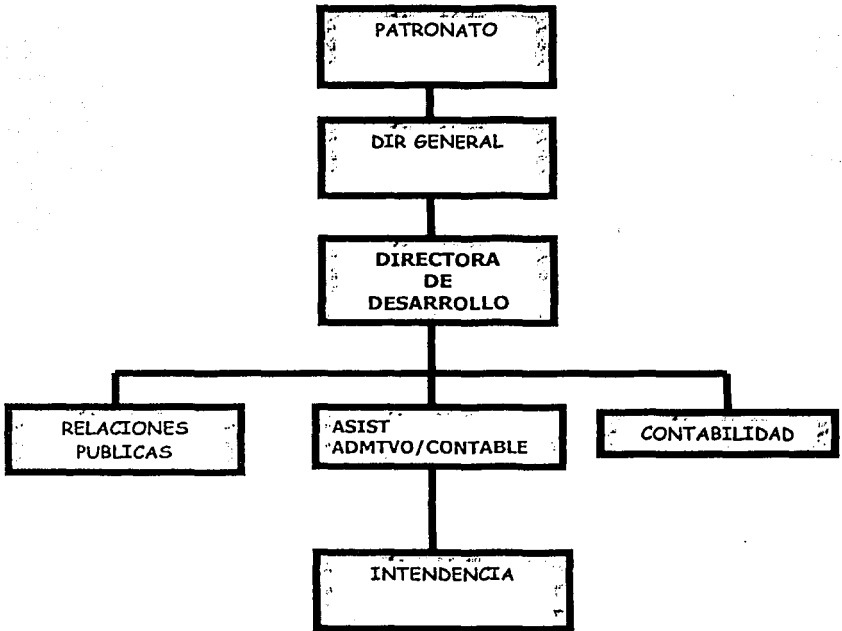 PATRONATO
DIR GENERAL
DIRECTORA
DE
DESARROLLO
RELACIONES
PUBLICAS
ASIST
ADMTVO/CONTABLE
CONTABILIDAD
INTENDENCIA